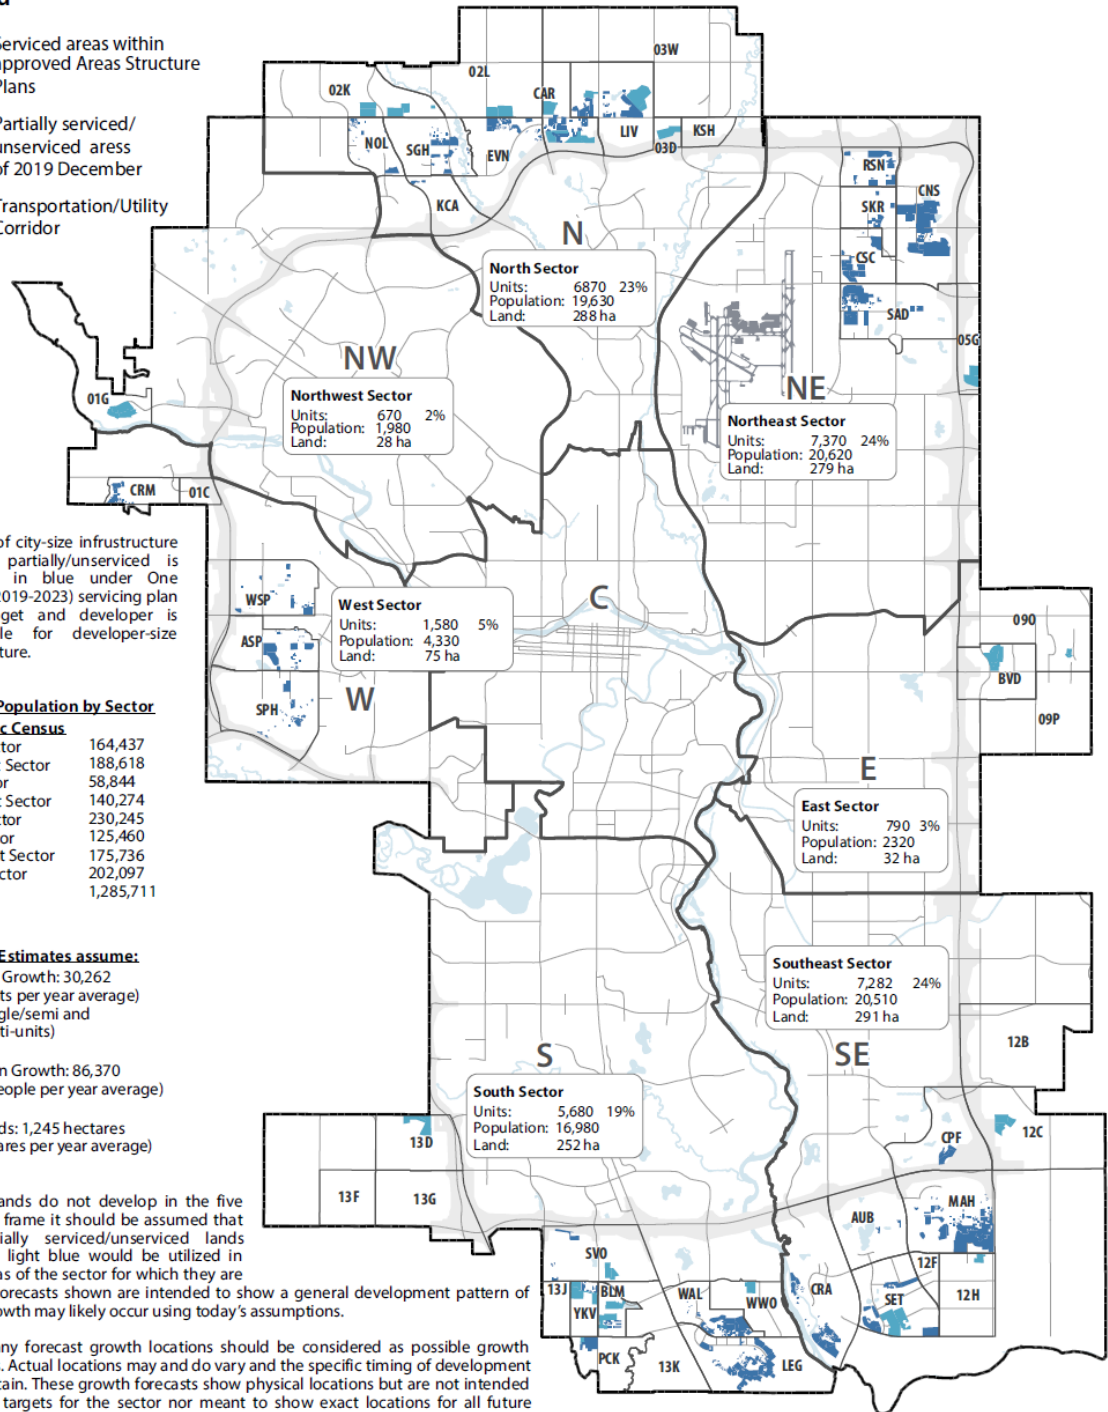 Serviced areas within
approved Areas Structure
Plans
Partially serviced/
unserviced aress
of 2019 December
Transportation/Utility
Corridor
03W
02L
02K
CAR
NOL
SGH
EVN
LIV
KSH
03D
KCA
RSN
CNS
SKR
CSC
SAD
05G
N
North Sector
Units: 6870 23%
Population: 19,630
Land: 288 ha
NW
Northwest Sector
Units: 670 2%
Population: 1,980
Land: 28 ha
NE
Northeast Sector
Units: 7,370 24%
Population: 20,620
Land: 279 ha
01G
CRM
01C
of city-size infrustructure
partially/unserviced is
in blue under One
2019-2023) servicing plan
get and developer is
le for developer-size
ture.
WSP
ASP
SPH
West Sector
Units: 1,580 5%
Population: 4,330
Land: 75 ha
W
C
090
BVD
09P
Population by Sector
c Census
tor 164,437
t Sector 188,618
or 58,844
t Sector 140,274
tor 230,245
or 125,460
t Sector 175,736
ector 202,097
1,285,711
E
East Sector
Units: 790 3%
Population: 2320
Land: 32 ha
Estimates assume:
Growth: 30,262
ts per year average)
gle/semi and
ti-units)
n Growth: 86,370
eople per year average)
ds: 1,245 hectares
ares per year average)
Southeast Sector
Units: 7,282 24%
Population: 20,510
Land: 291 ha
SE
S
South Sector
Units: 5,680 19%
Population: 16,980
Land: 252 ha
12B
12C
CPF
13D
13F
13G
MAH
AUB
12F
12H
SET
CRA
SVO
13J
BLM
YKV
WAL
WWO
PCK
13K
LEG
ands do not develop in the five
frame it should be assumed that
ially serviced/unserviced lands
light blue would be utilized in
as of the sector for which they are
orecasts shown are intended to show a general development pattern of
owth may likely occur using today's assumptions.
ny forecast growth locations should be considered as possible growth
. Actual locations may and do vary and the specific timing of development
tain. These growth forecasts show physical locations but are not intended
targets for the sector nor meant to show exact locations for all future